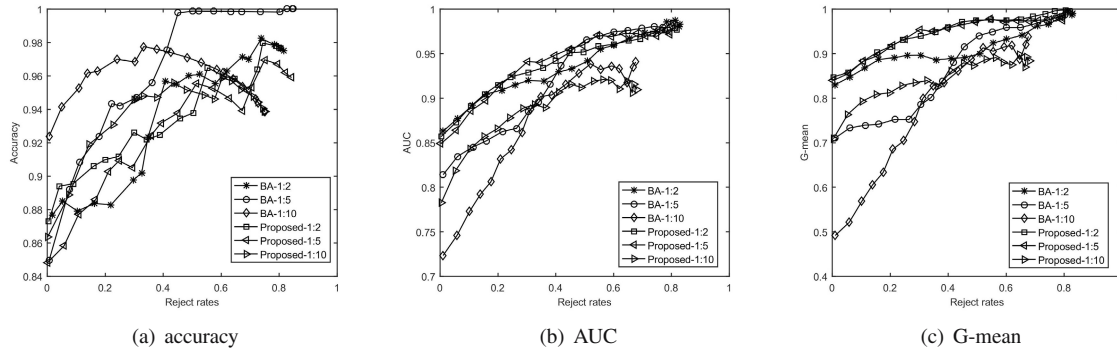 1
0.98
0.96
0.94
0.92
0.9
0.88
0.86
0.84
Accuracy
BA-1:2
BA-1:5
BA-1:10
Proposed-1:2
Proposed-1:5
Proposed-1:10
0 0.2 0.4 0.6 0.8 1
Reject rates
(a) accuracy
1
0.95
0.9
0.85
0.8
0.75
0.7
AUC
BA-1:2
BA-1:5
BA-1:10
Proposed-1:2
Proposed-1:5
Proposed-1:10
0 0.2 0.4 0.6 0.8 1
Reject rates
(b) AUC
1
0.9
0.8
0.7
0.6
0.5
0.4
G-mean
BA-1:2
BA-1:5
BA-1:10
Proposed-1:2
Proposed-1:5
Proposed-1:10
0 0.2 0.4 0.6 0.8 1
Reject rates
(c) G-mean